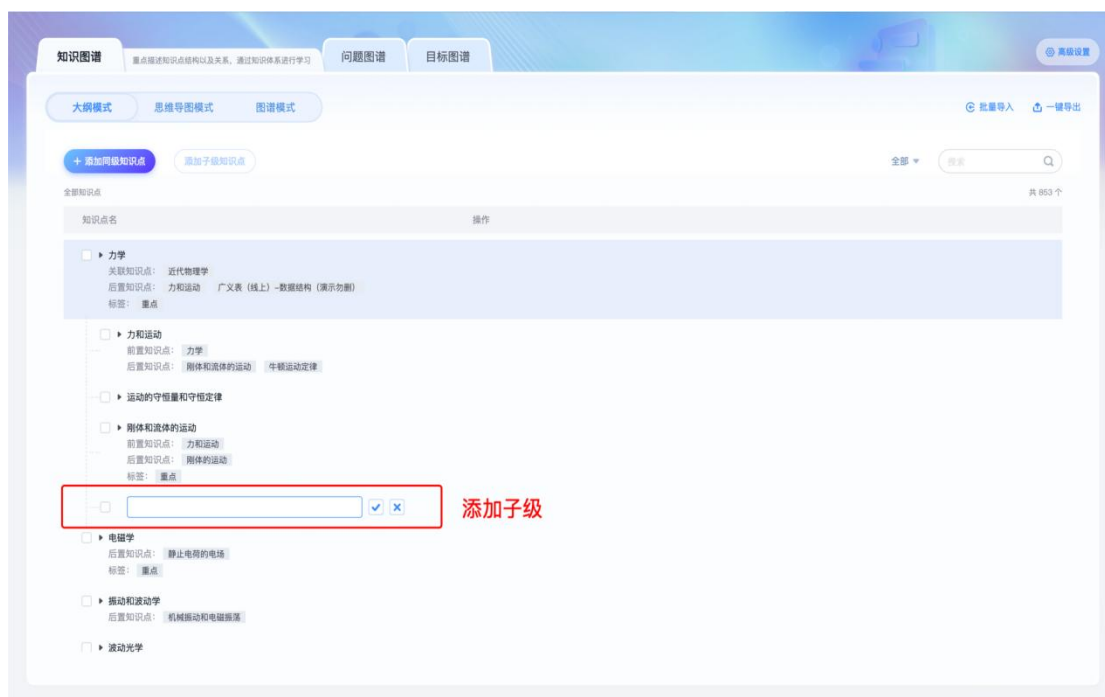 知识图谱 重点描述知识点结构以及关系，通过知识体系进行学习 问题图谱 目标图谱 高级设置
大纲模式 思维导图模式 图谱模式 批量导入 一键导出
+ 添加同级知识点 添加子级知识点 全部 搜索
全部知识点 共 853 个
知识点名 操作
力学
关联知识点： 近代物理学
后置知识点： 力和运动 广义表（线上）-数据结构（演示勿删）
标签： 重点
力和运动
前置知识点： 力学
后置知识点： 刚体和流体的运动 牛顿运动定律
运动的守恒量和守恒定律
刚体和流体的运动
前置知识点： 力和运动
后置知识点： 刚体的运动
标签： 重点
添加子级
电磁学
后置知识点： 静止电荷的电场
标签： 重点
振动和波动学
后置知识点： 机械振动和电磁振荡
波动光学